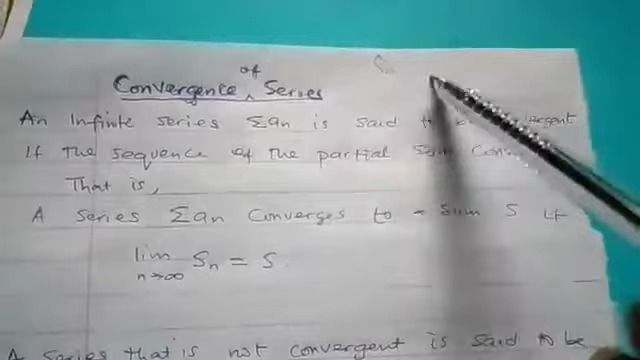 Convergence of Series
An Infinite series Σan is said
If the sequence of the partial
That is,
A series Σan converges to a sum S if
lim Sn = S
n→∞
A series that is not convergent is said to be